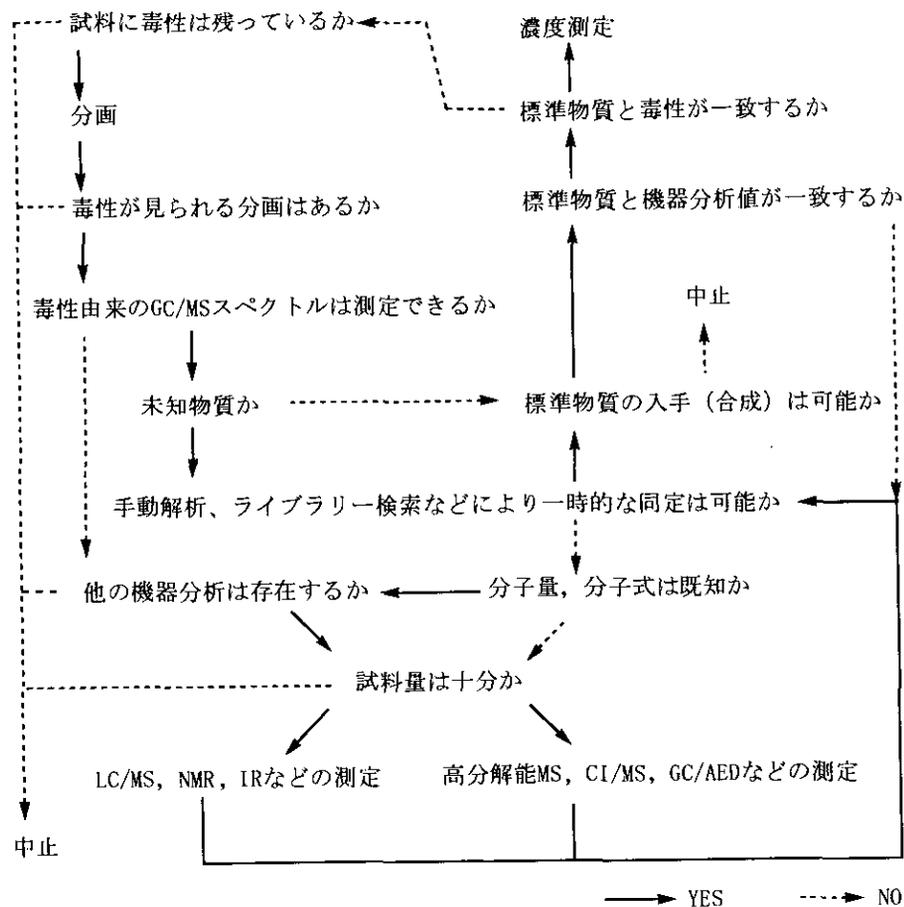 試料に毒性は残っているか
濃度測定
分画
標準物質と毒性が一致するか
毒性が見られる分画はあるか
標準物質と機器分析値が一致するか
毒性由来のGC/MSスペクトルは測定できるか
中止
未知物質か
標準物質の入手（合成）は可能か
手動解析、ライブラリー検索などにより一時的な同定は可能か
他の機器分析は存在するか
分子量，分子式は既知か
試料量は十分か
LC/MS，NMR，IRなどの測定
高分解能MS，CI/MS，GC/AEDなどの測定
中止
YES
NO